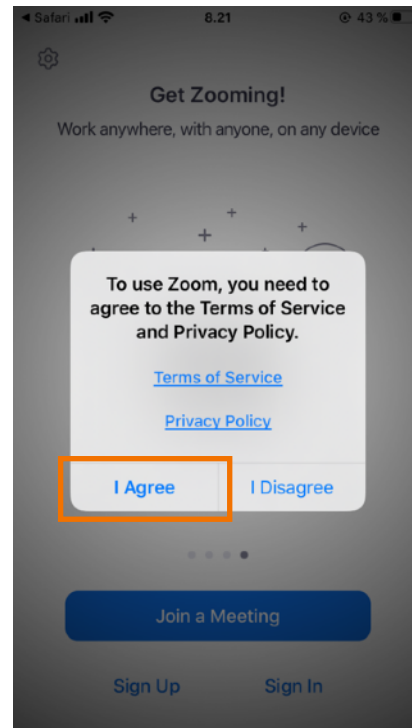 Safari 8.21 43 %
Get Zooming!
Work anywhere, with anyone, on any device
To use Zoom, you need to
agree to the Terms of Service
and Privacy Policy.
Terms of Service
Privacy Policy
I Agree I Disagree
Join a Meeting
Sign Up Sign In